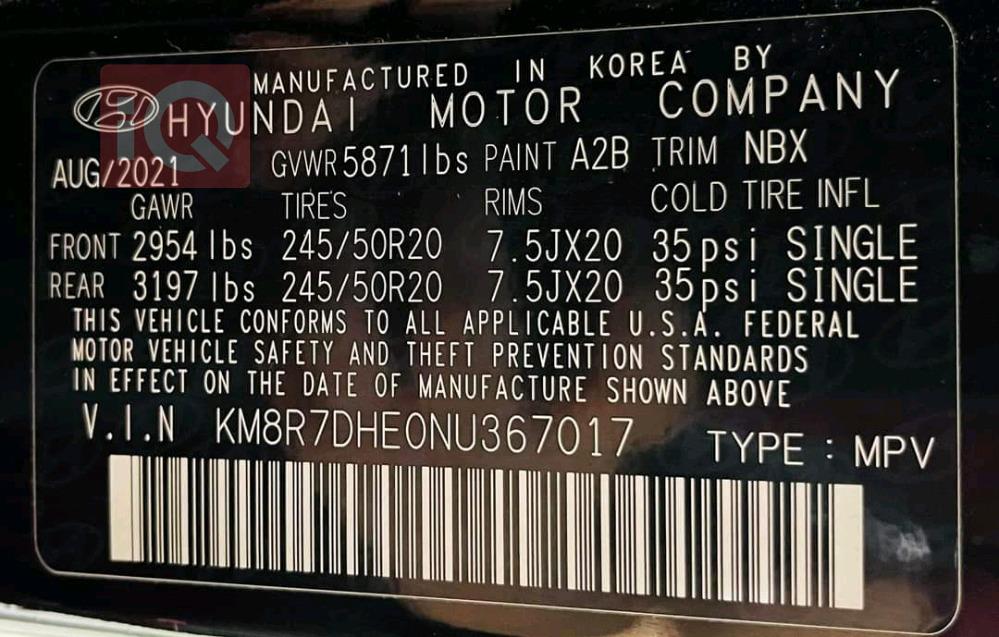 MANUFACTURED IN KOREA BY
HYUNDAI MOTOR COMPANY
AUG/2021 GVWR 5871 lbs PAINT A2B TRIM NBX
GAWR TIRES RIMS COLD TIRE INFL
FRONT 2954 lbs 245/50R20 7.5JX20 35psi SINGLE
REAR 3197 lbs 245/50R20 7.5JX20 35psi SINGLE
THIS VEHICLE CONFORMS TO ALL APPLICABLE U.S.A. FEDERAL
MOTOR VEHICLE SAFETY AND THEFT PREVENTION STANDARDS
IN EFFECT ON THE DATE OF MANUFACTURE SHOWN ABOVE
V.I.N KM8R7DHE0NU367017 TYPE : MPV
IQ